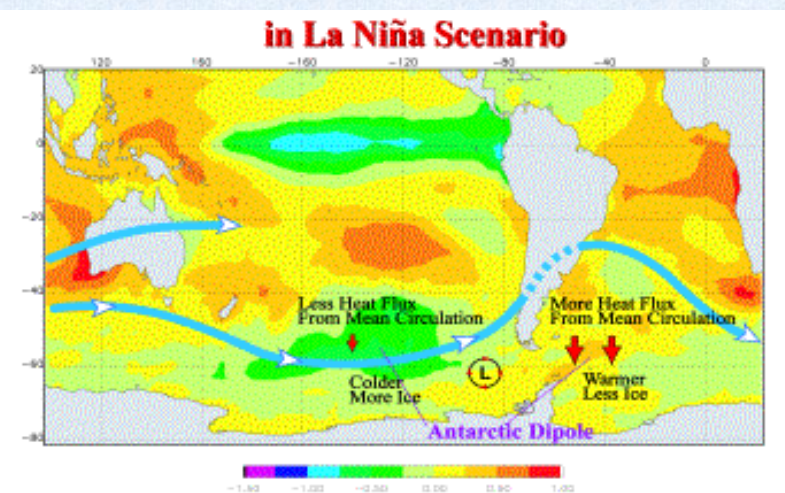 in La Niña Scenario
120 160 -160 -120 -80 -40 0
20
0
-20
-40
-60
-80
Less Heat Flux
From Mean Circulation
More Heat Flux
From Mean Circulation
L
Colder
More Ice
Warmer
Less Ice
Antarctic Dipole
-1.50 -1.00 -0.50 0.00 0.50 1.00